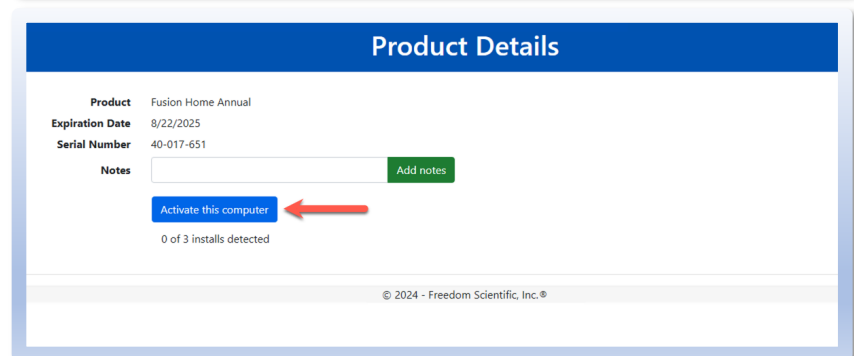 Product Details
Product Fusion Home Annual
Expiration Date 8/22/2025
Serial Number 40-017-651
Notes Add notes
Activate this computer
0 of 3 installs detected
© 2024 - Freedom Scientific, Inc.®